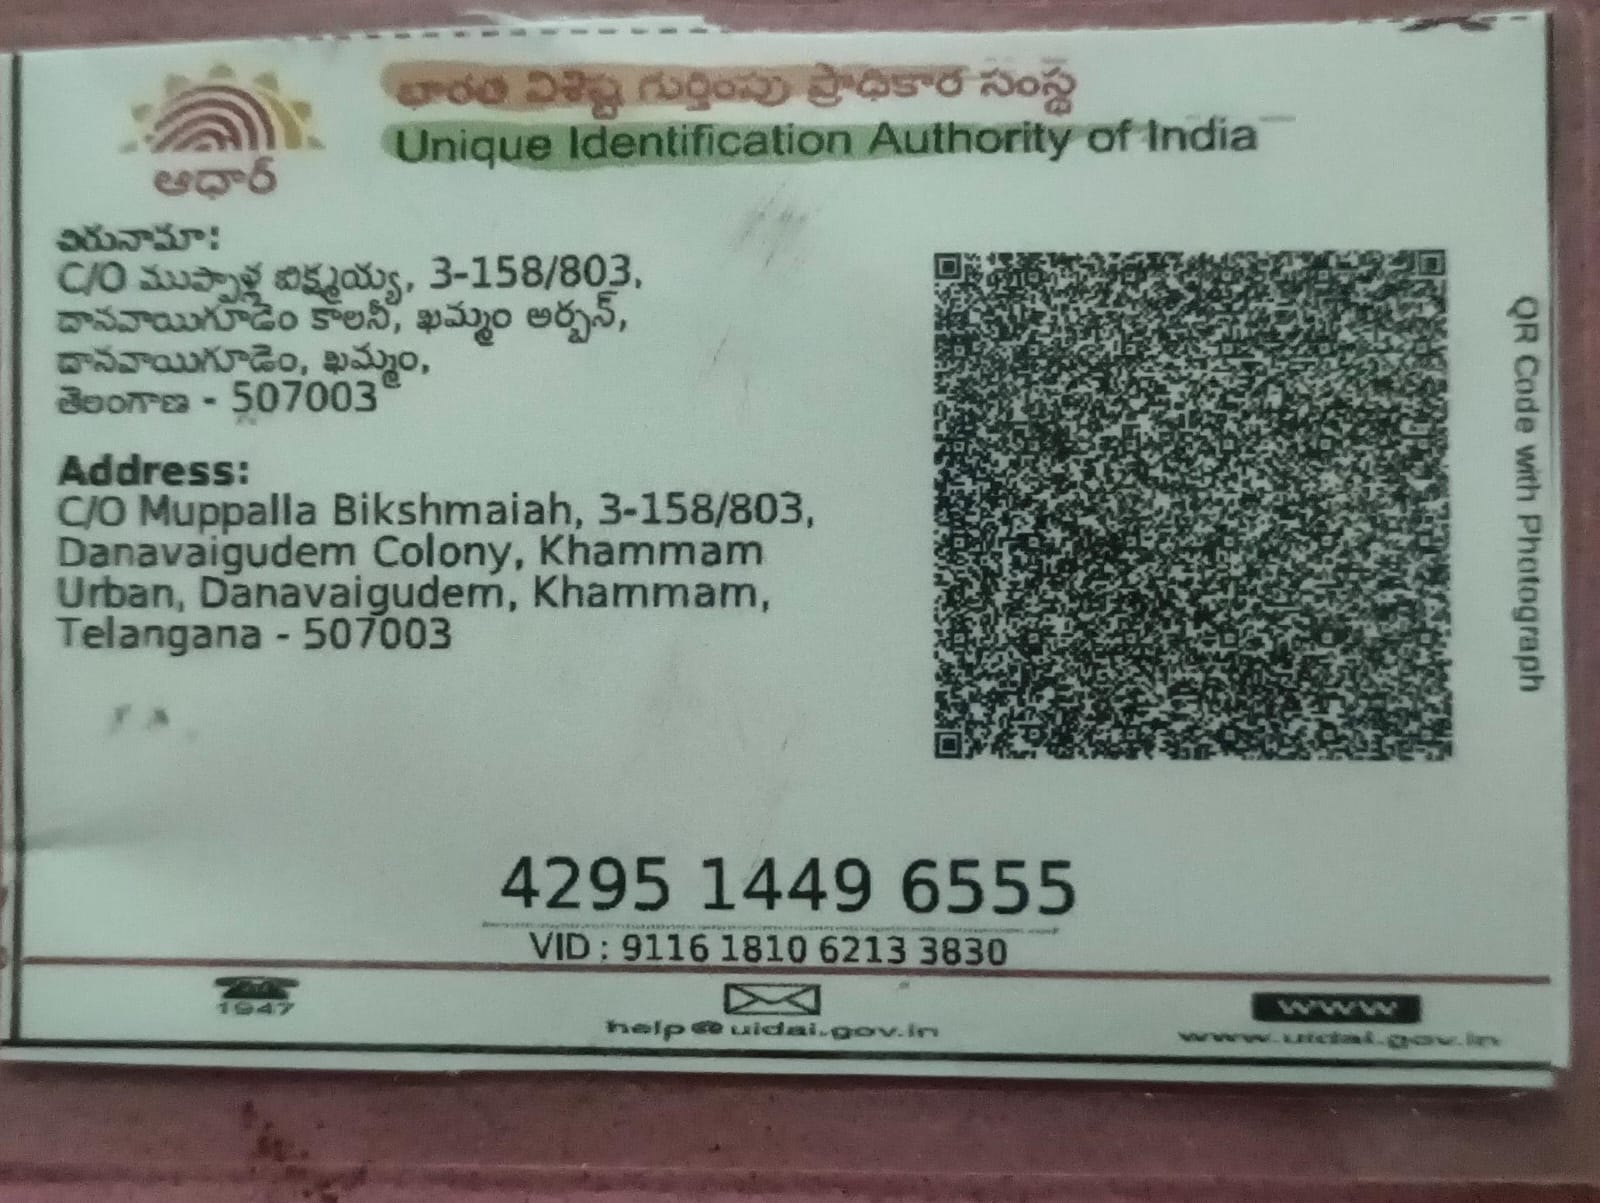 భారత విశిష్ట గుర్తింపు ప్రాధికార సంస్థ
Unique Identification Authority of India
ఆధార్
చిరునామా:
C/O ముప్పాళ్ల బిక్ష్మయ్య, 3-158/803,
దానవాయిగూడెం కాలనీ, ఖమ్మం అర్బన్,
దానవాయిగూడెం, ఖమ్మం,
తెలంగాణ - 507003
Address:
C/O Muppalla Bikshmaiah, 3-158/803,
Danavaigudem Colony, Khammam
Urban, Danavaigudem, Khammam,
Telangana - 507003
QR Code with Photograph
4295 1449 6555
VID : 9116 1810 6213 3830
1947
help@uidai.gov.in
www
www.uidai.gov.in